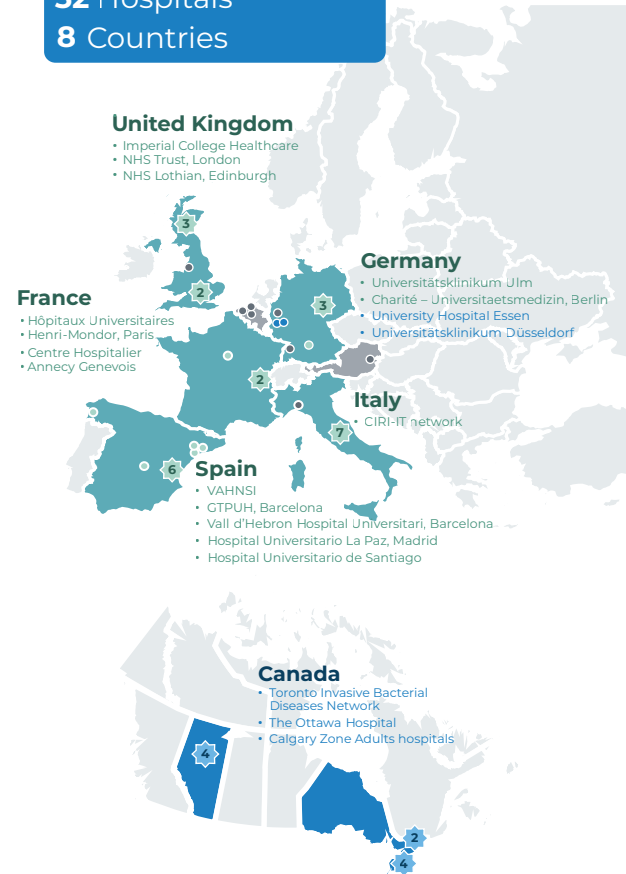 52 Hospitals
8 Countries
United Kingdom
• Imperial College Healthcare
• NHS Trust, London
• NHS Lothian, Edinburgh
3
2
Germany
• Universitätsklinikum Ulm
• Charité – Universitaetsmedizin, Berlin
• University Hospital Essen
• Universitätsklinikum Düsseldorf
3
France
• Hôpitaux Universitaires
• Henri-Mondor, Paris
• Centre Hospitalier
• Annecy Genevois
2
Italy
• CIRI-IT network
7
6
Spain
• VAHNSI
• GTPUH, Barcelona
• Vall d’Hebron Hospital Universitari, Barcelona
• Hospital Universitario La Paz, Madrid
• Hospital Universitario de Santiago
Canada
• Toronto Invasive Bacterial
Diseases Network
• The Ottawa Hospital
• Calgary Zone Adults hospitals
4
2
4